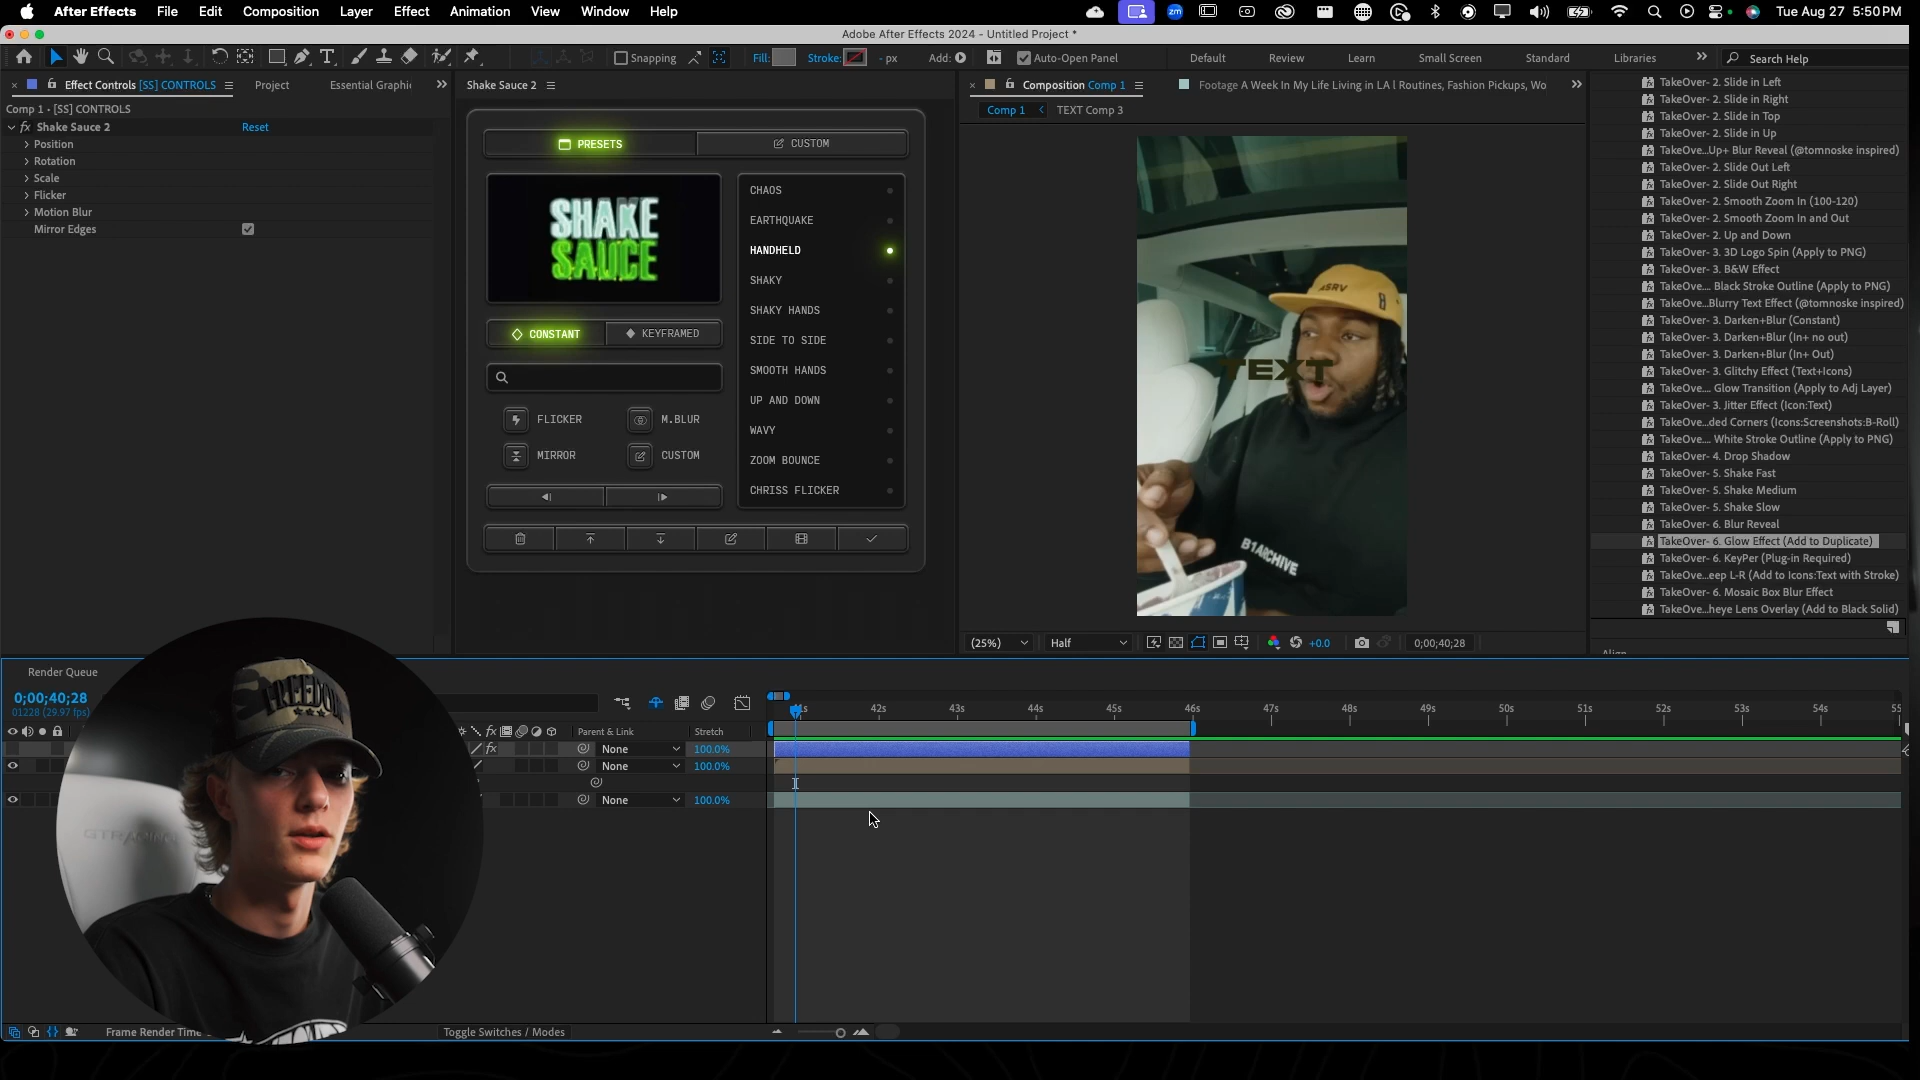 After Effects File Edit Composition Layer Effect Animation View Window Help
Tue Aug 27 5:50 PM
Adobe After Effects 2024 - Untitled Project *
Snapping Fill: Stroke: - px Add: Auto-Open Panel Default Review Learn Small Screen Standard Libraries Search Help
Effect Controls [SS] CONTROLS Project Essential Graphi
Shake Sauce 2
Composition Comp 1 Footage A Week In My Life Living in LA l Routines, Fashion Pickups, Wo
Comp 1 • [SS] CONTROLS
Shake Sauce 2 Reset
Position
Rotation
Scale
Flicker
Motion Blur
Mirror Edges
PRESETS CUSTOM
SHAKE
SAUCE
CHAOS
EARTHQUAKE
HANDHELD
SHAKY
SHAKY HANDS
SIDE TO SIDE
SMOOTH HANDS
UP AND DOWN
WAVY
ZOOM BOUNCE
CHRISS FLICKER
CONSTANT KEYFRAMED
FLICKER M.BLUR
MIRROR CUSTOM
Comp 1 TEXT Comp 3
ASRV
TEXT
B1ARCHIVE
(25%) Half +0.0 0;00;40;28
TakeOver- 2. Slide in Left
TakeOver- 2. Slide in Right
TakeOver- 2. Slide in Top
TakeOver- 2. Slide in Up
TakeOve...Up+ Blur Reveal (@tomnoske inspired)
TakeOver- 2. Slide Out Left
TakeOver- 2. Slide Out Right
TakeOver- 2. Smooth Zoom In (100-120)
TakeOver- 2. Smooth Zoom In and Out
TakeOver- 2. Up and Down
TakeOver- 3. 3D Logo Spin (Apply to PNG)
TakeOver- 3. B&W Effect
TakeOve.... Black Stroke Outline (Apply to PNG)
TakeOve...Blurry Text Effect (@tomnoske inspired)
TakeOver- 3. Darken+Blur (Constant)
TakeOver- 3. Darken+Blur (In+ no out)
TakeOver- 3. Darken+Blur (In+ Out)
TakeOver- 3. Glitchy Effect (Text+Icons)
TakeOve.... Glow Transition (Apply to Adj Layer)
TakeOver- 3. Jitter Effect (Icon:Text)
TakeOve...ded Corners (Icons:Screenshots:B-Roll)
TakeOve.... White Stroke Outline (Apply to PNG)
TakeOver- 4. Drop Shadow
TakeOver- 5. Shake Fast
TakeOver- 5. Shake Medium
TakeOver- 5. Shake Slow
TakeOver- 6. Blur Reveal
TakeOver- 6. Glow Effect (Add to Duplicate)
TakeOver- 6. KeyPer (Plug-in Required)
TakeOve...eep L-R (Add to Icons:Text with Stroke)
TakeOver- 6. Mosaic Box Blur Effect
TakeOve...heye Lens Overlay (Add to Black Solid)
Align
Render Queue
0;00;40;28
01228 (29.97 fps)
42s 43s 44s 45s 46s 47s 48s 49s 50s 51s 52s 53s 54s 55
Parent & Link Stretch
None 100.0%
None 100.0%
None 100.0%
FREEDOM
Frame Render Time Toggle Switches / Modes